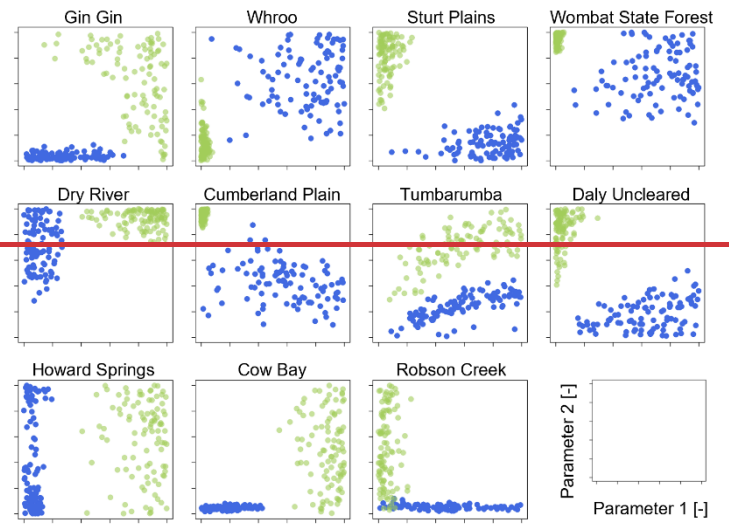 Gin Gin
Whroo
Sturt Plains
Wombat State Forest
Dry River
Cumberland Plain
Tumbarumba
Daly Uncleared
Howard Springs
Cow Bay
Robson Creek
Parameter 2 [-]
Parameter 1 [-]